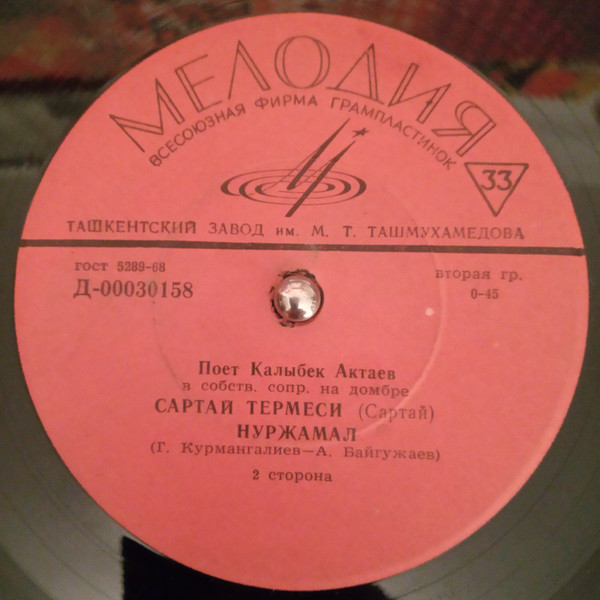 МЕЛОДИЯ
ВСЕСОЮЗНАЯ ФИРМА ГРАМПЛАСТИНОК
33
ТАШКЕНТСКИЙ ЗАВОД им. М. Т. ТАШМУХАМЕДОВА
гост 5289-68
вторая гр.
Д-00030158
0-45
Поет Калыбек Актаев
в собств. сопр. на домбре
САРТАЙ ТЕРМЕСИ (Сартай)
НУРЖАМАЛ
(Г. Курмангалиев—А. Байгужаев)
2 сторона